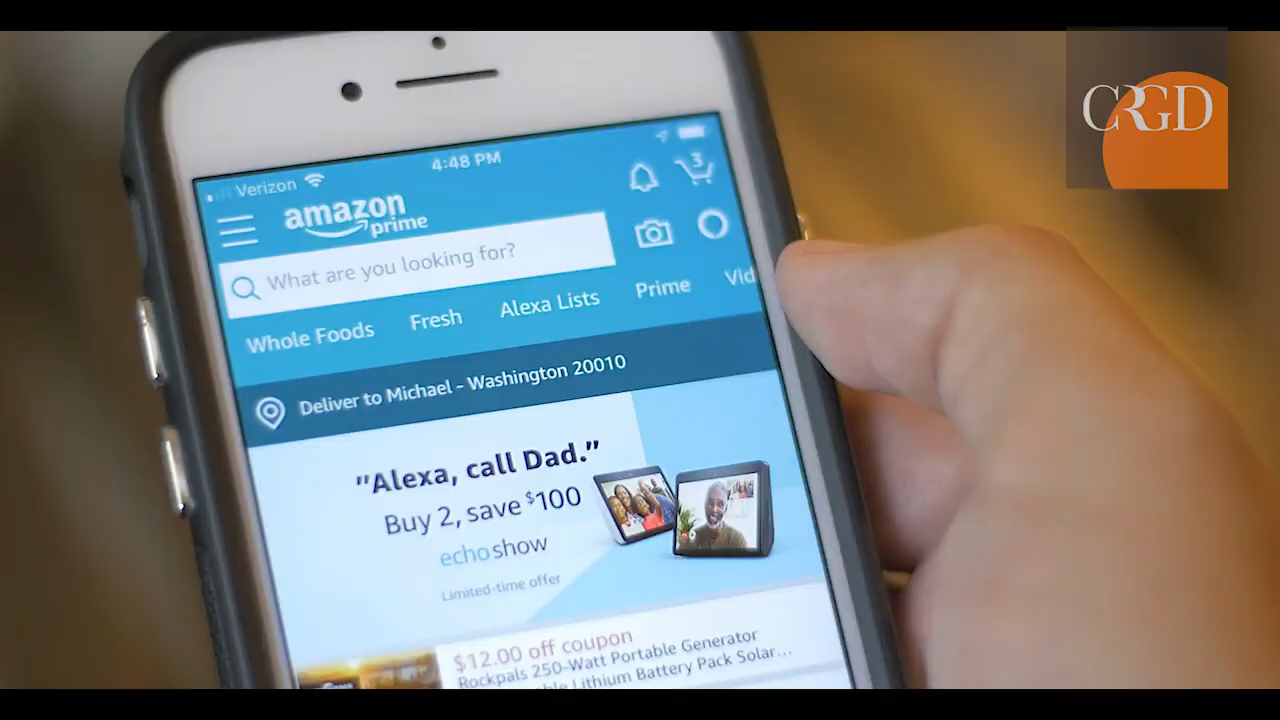 CRGD
4:48 PM
Verizon
3
amazon
prime
What are you looking for?
Whole Foods Fresh Alexa Lists Prime Vid
Deliver to Michael - Washington 20010
"Alexa, call Dad."
Buy 2, save $100
echo show
Limited-time offer
$12.00 off coupon
Rockpals 250-Watt Portable Generator
ble Lithium Battery Pack Solar...